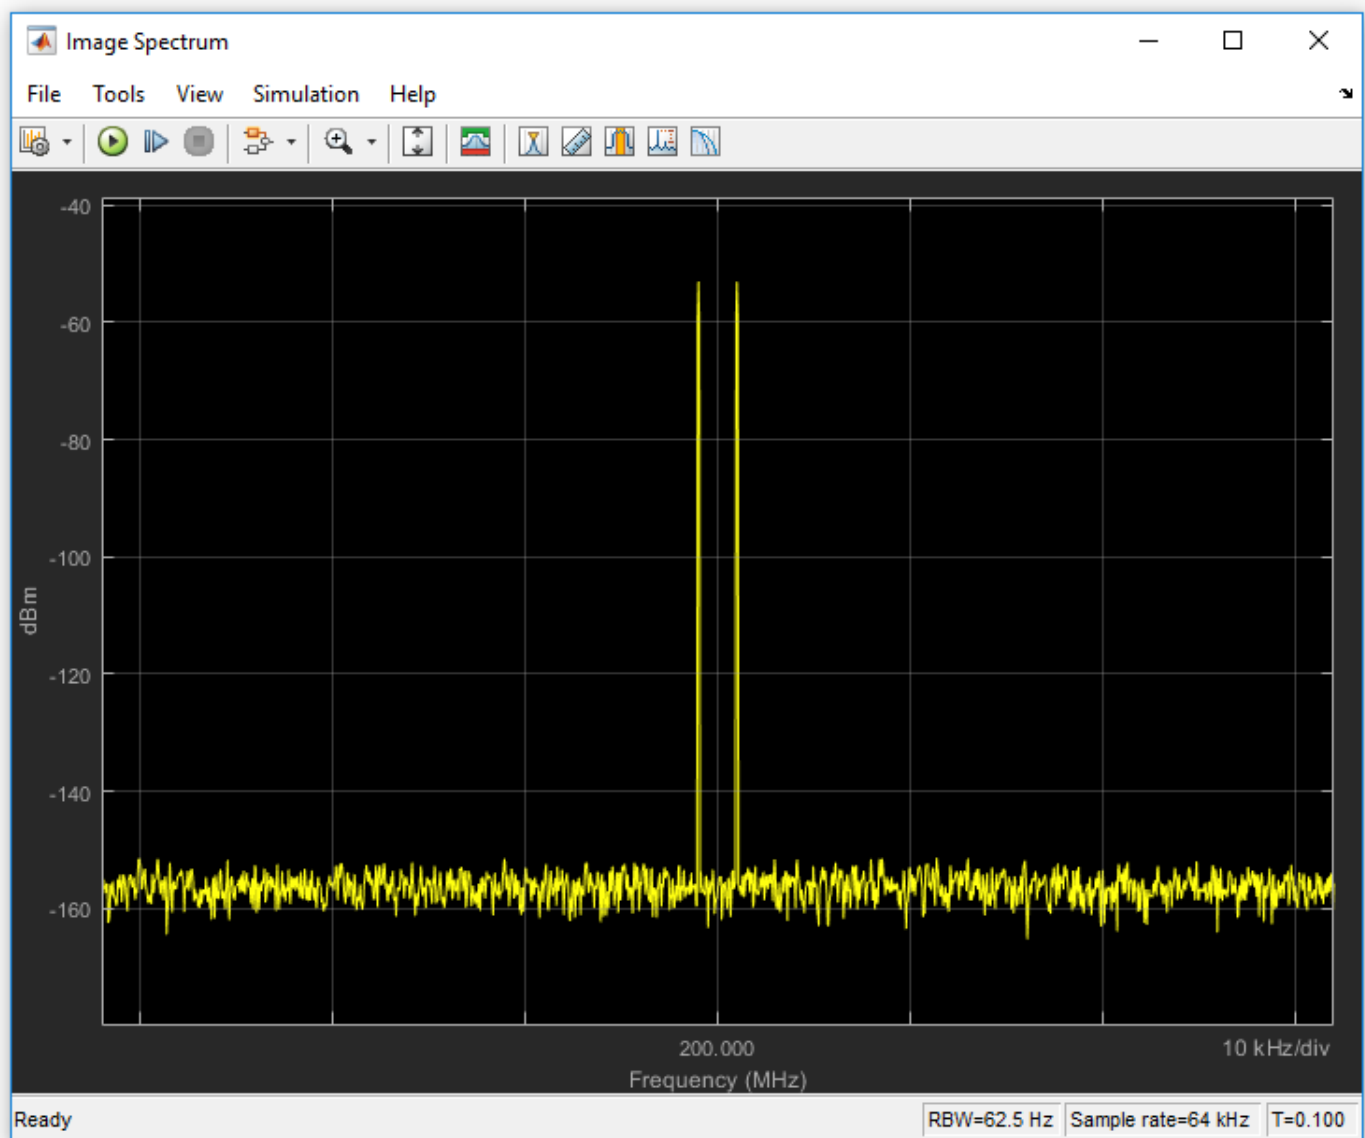 Image Spectrum
File Tools View Simulation Help
-40
-60
-80
-100
-120
-140
-160
dBm
200.000
10 kHz/div
Frequency (MHz)
Ready
RBW=62.5 Hz
Sample rate=64 kHz
T=0.100